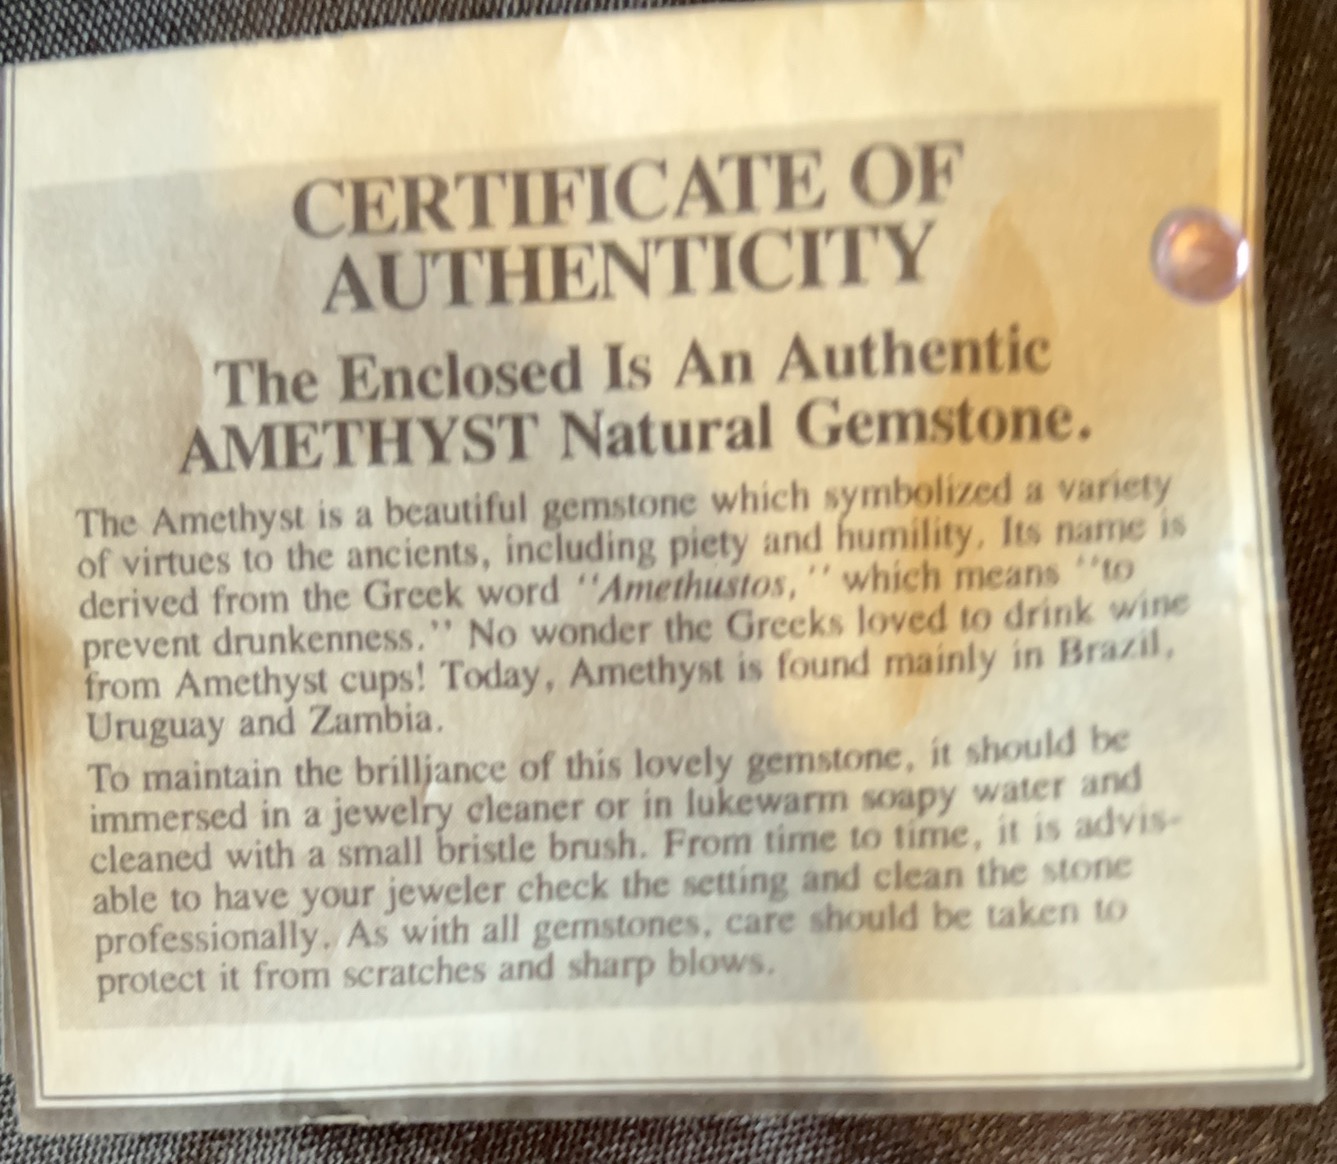 CERTIFICATE OF
AUTHENTICITY
The Enclosed Is An Authentic
AMETHYST Natural Gemstone.
The Amethyst is a beautiful gemstone which symbolized a variety
of virtues to the ancients, including piety and humility. Its name is
derived from the Greek word ''Amethustos,'' which means ''to
prevent drunkenness.'' No wonder the Greeks loved to drink wine
from Amethyst cups! Today, Amethyst is found mainly in Brazil,
Uruguay and Zambia.
To maintain the brilliance of this lovely gemstone, it should be
immersed in a jewelry cleaner or in lukewarm soapy water and
cleaned with a small bristle brush. From time to time, it is advis-
able to have your jeweler check the setting and clean the stone
professionally. As with all gemstones, care should be taken to
protect it from scratches and sharp blows.